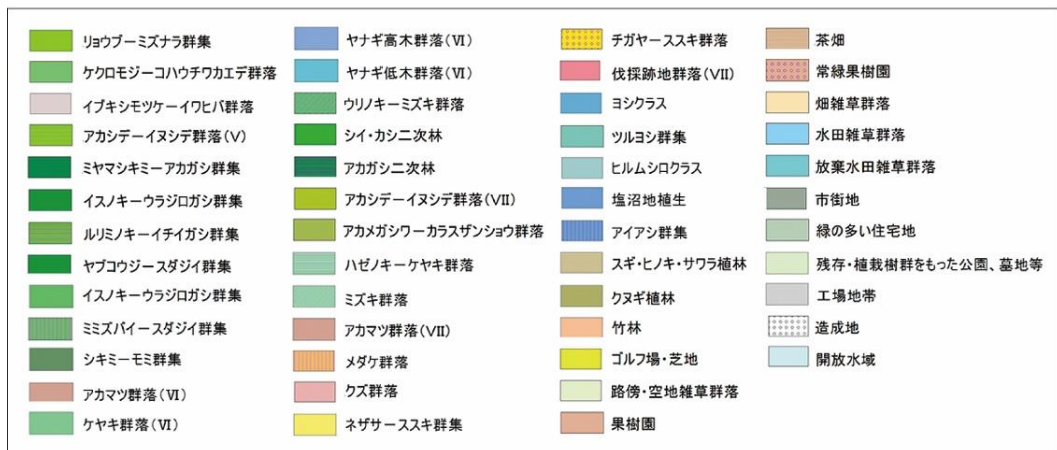 リョウブーミズナラ群集
ケクロモジーコハウチワカエデ群落
イブキシモツケーイワヒバ群落
アカシデーイヌシデ群落(Ⅴ)
ミヤマシキミーアカガシ群集
イスノキーウラジロガシ群集
ルリミノキーイチイガシ群集
ヤブコウジースダジイ群集
イスノキーウラジロガシ群集
ミミズバイースダジイ群集
シキミーモミ群集
アカマツ群落(Ⅵ)
ケヤキ群落(Ⅵ)
ヤナギ高木群落(Ⅵ)
ヤナギ低木群落(Ⅵ)
ウリノキーミズキ群落
シイ・カシ二次林
アカガシ二次林
アカシデーイヌシデ群落(Ⅶ)
アカメガシワーカラスザンショウ群落
ハゼノキーケヤキ群落
ミズキ群落
アカマツ群落(Ⅶ)
メダケ群落
クズ群落
ネザサーススキ群集
チガヤーススキ群落
伐採跡地群落(Ⅶ)
ヨシクラス
ツルヨシ群集
ヒルムシロクラス
塩沼地植生
アイアシ群集
スギ・ヒノキ・サワラ植林
クヌギ植林
竹林
ゴルフ場・芝地
路傍・空地雑草群落
果樹園
茶畑
常緑果樹園
畑雑草群落
水田雑草群落
放棄水田雑草群落
市街地
緑の多い住宅地
残存・植栽樹群をもった公園、墓地等
工場地帯
造成地
開放水域